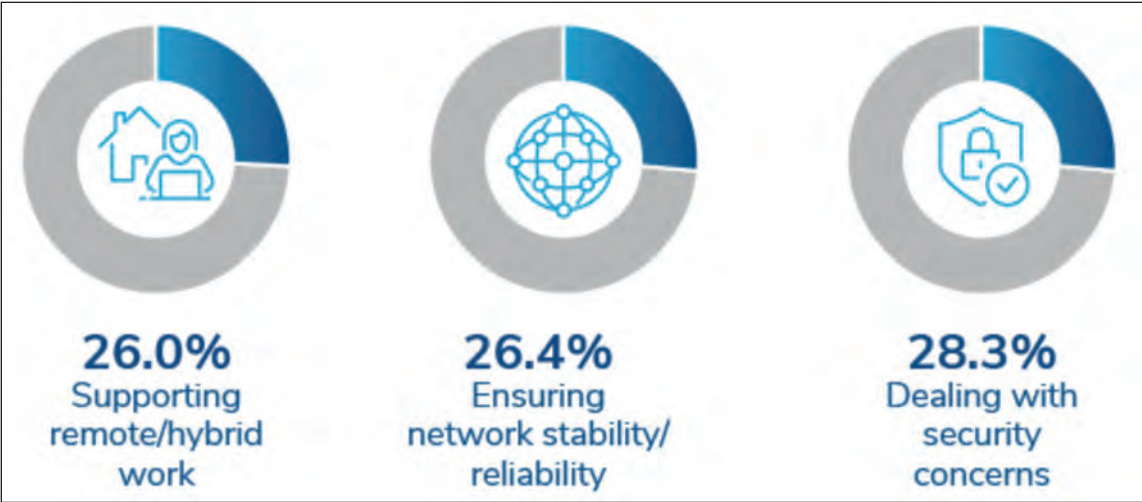 26.0%
Supporting
remote/hybrid
work
26.4%
Ensuring
network stability/
reliability
28.3%
Dealing with
security
concerns